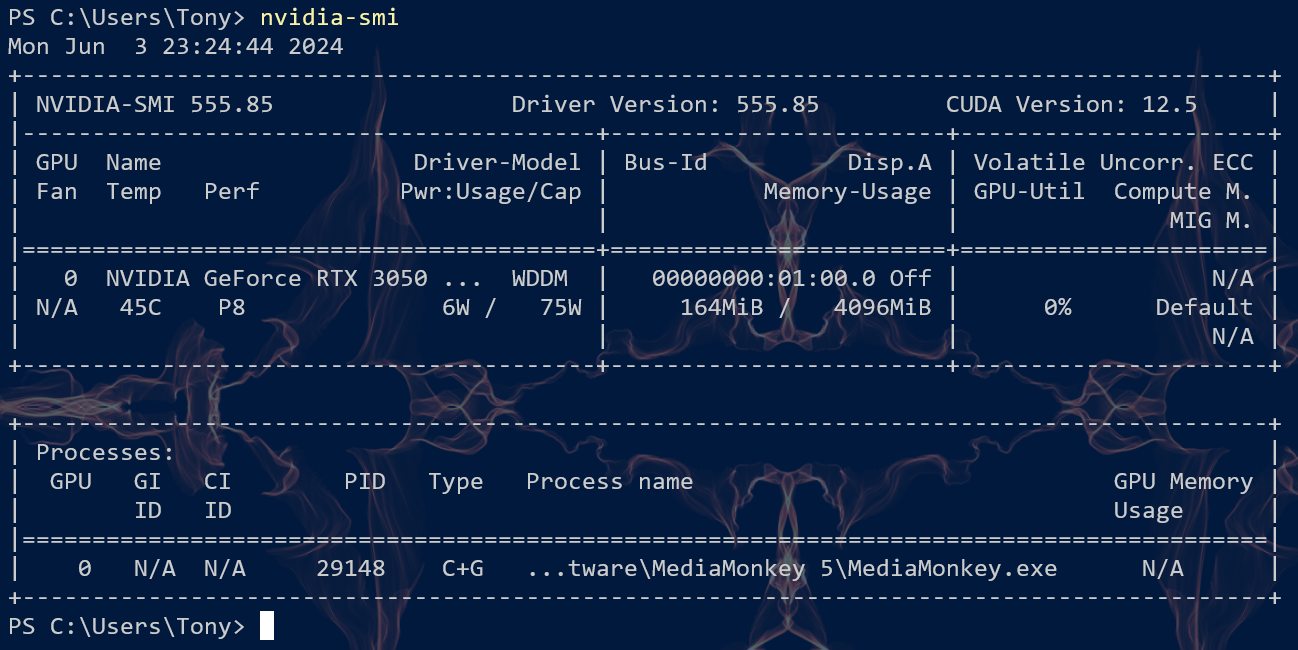 PS C:\Users\Tony> nvidia-smi
Mon Jun  3 23:24:44 2024
+-----------------------------------------------------------------------------------------+
| NVIDIA-SMI 555.85                 Driver Version: 555.85         CUDA Version: 12.5     |
|-----------------------------------------+------------------------+----------------------+
| GPU  Name                  Driver-Model | Bus-Id          Disp.A | Volatile Uncorr. ECC |
| Fan  Temp   Perf          Pwr:Usage/Cap |           Memory-Usage | GPU-Util  Compute M. |
|                                         |                        |               MIG M. |
|=========================================+========================+======================|
|   0  NVIDIA GeForce RTX 3050 ...  WDDM  |   00000000:01:00.0 Off |                  N/A |
| N/A   45C    P8              6W /   75W |     164MiB /   4096MiB |      0%      Default |
|                                         |                        |                  N/A |
+-----------------------------------------+------------------------+----------------------+

+-----------------------------------------------------------------------------------------+
| Processes:                                                                              |
|  GPU   GI   CI        PID   Type   Process name                              GPU Memory |
|        ID   ID                                                               Usage      |
|=========================================================================================|
|    0   N/A  N/A     29148    C+G   ...tware\MediaMonkey 5\MediaMonkey.exe      N/A      |
+-----------------------------------------------------------------------------------------+
PS C:\Users\Tony>